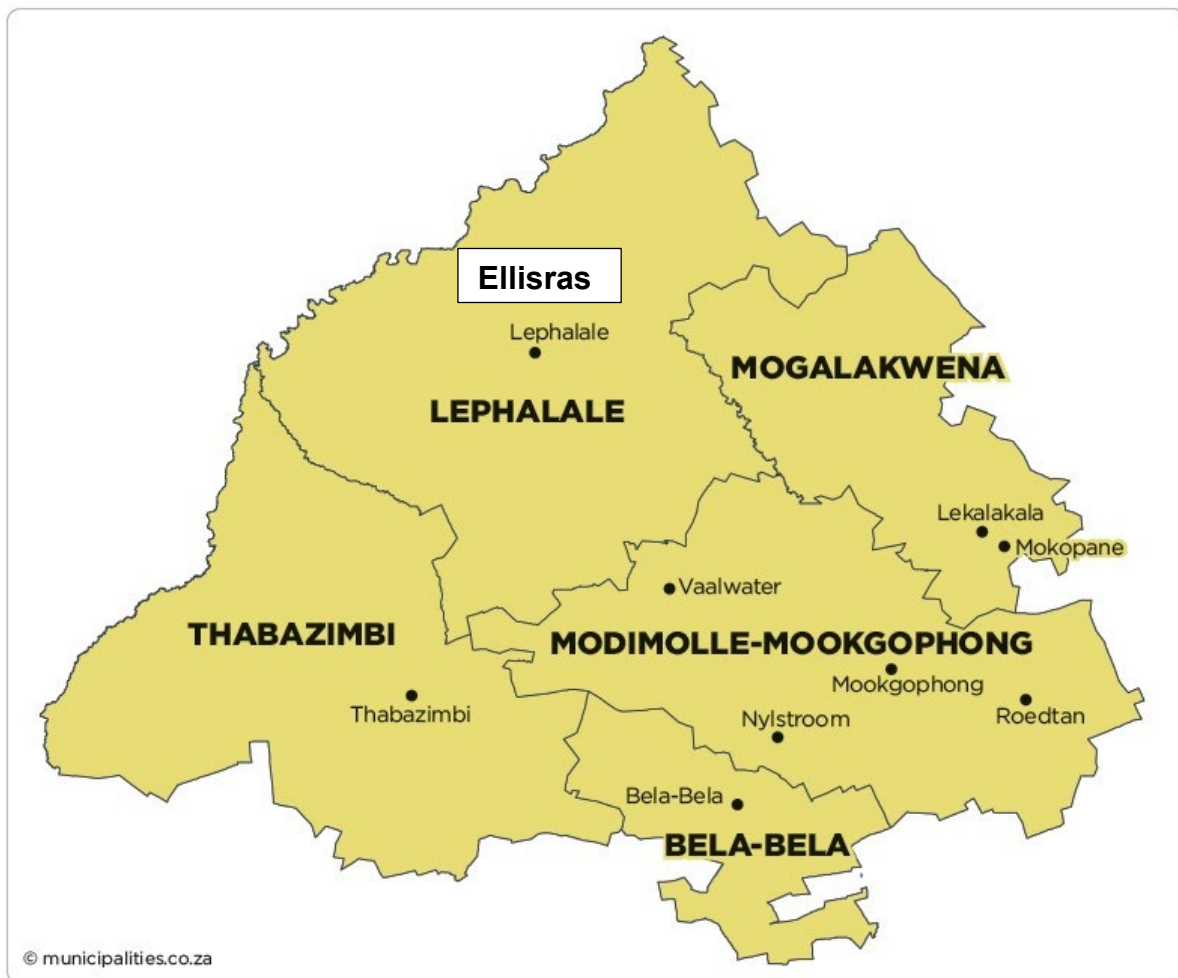 Ellisras
Lephalale
MOGALAKWENA
LEPHALALE
Lekalakala
Mokopane
Vaalwater
THABAZIMBI
MODIMOLLE-MOOKGOPHONG
Mookgophong
Thabazimbi
Roedtan
Nylstroom
Bela-Bela
BELA-BELA
© municipalities.co.za